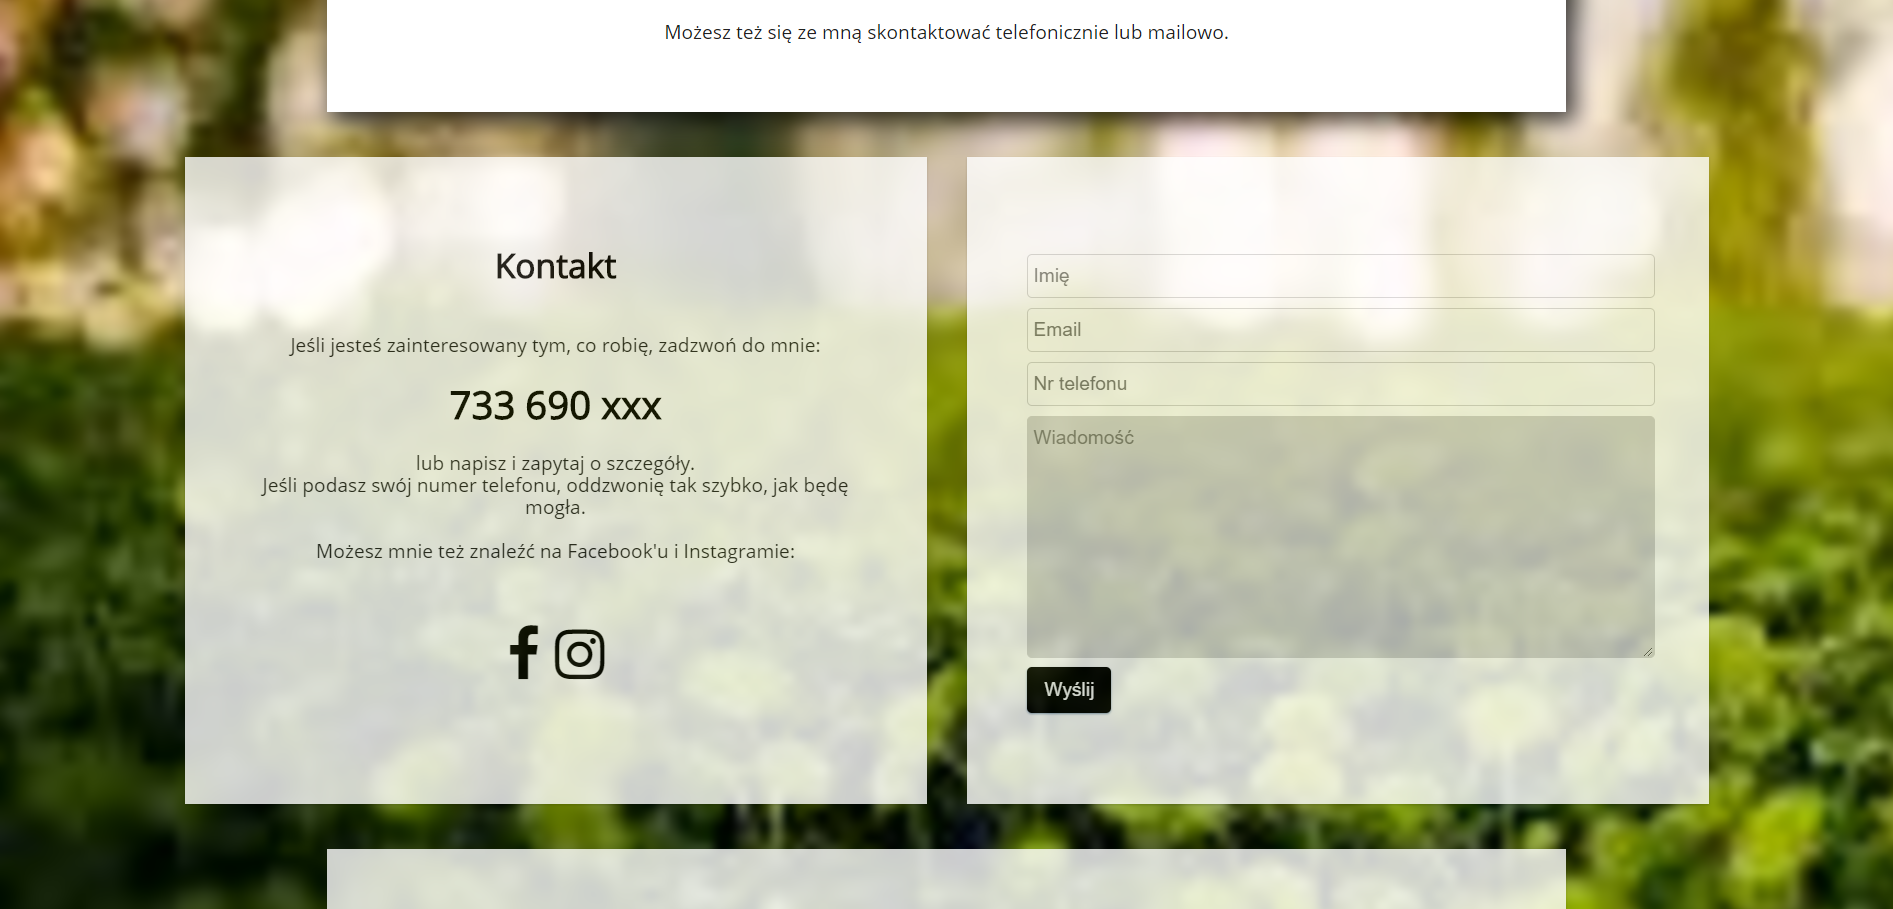 Możesz też się ze mną skontaktować telefonicznie lub mailowo.
Kontakt
Jeśli jesteś zainteresowany tym, co robię, zadzwoń do mnie:
733 690 xxx
lub napisz i zapytaj o szczegóły.
Jeśli podasz swój numer telefonu, oddzwonię tak szybko, jak będę
mogła.
Możesz mnie też znaleźć na Facebook'u i Instagramie:
Imię
Email
Nr telefonu
Wiadomość
Wyślij